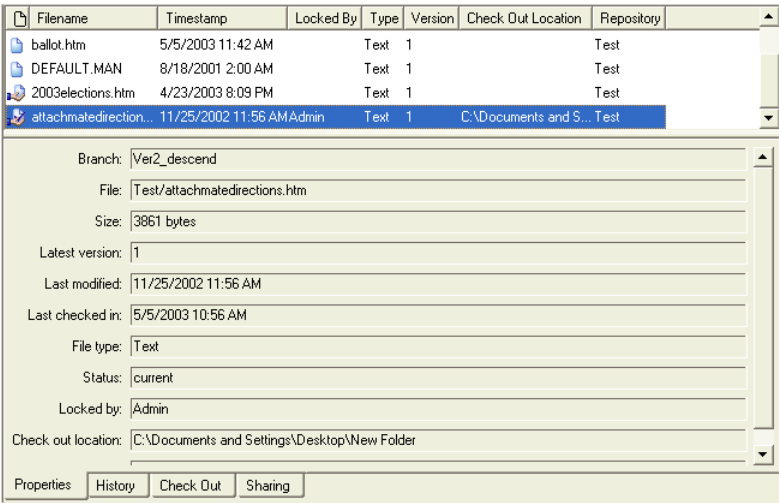 Filename Timestamp Locked By Type Version Check Out Location Repository
ballot.htm 5/5/2003 11:42 AM Text 1 Test
DEFAULT.MAN 8/18/2001 2:00 AM Text 1 Test
2003elections.htm 4/23/2003 8:09 PM Text 1 Test
attachmatedirection... 11/25/2002 11:56 AM Admin Text 1 C:\Documents and S... Test
Branch: Ver2_descend
File: Test/attachmatedirections.htm
Size: 3861 bytes
Latest version: 1
Last modified: 11/25/2002 11:56 AM
Last checked in: 5/5/2003 10:56 AM
File type: Text
Status: current
Locked by: Admin
Check out location: C:\Documents and Settings\Desktop\New Folder
Properties History Check Out Sharing